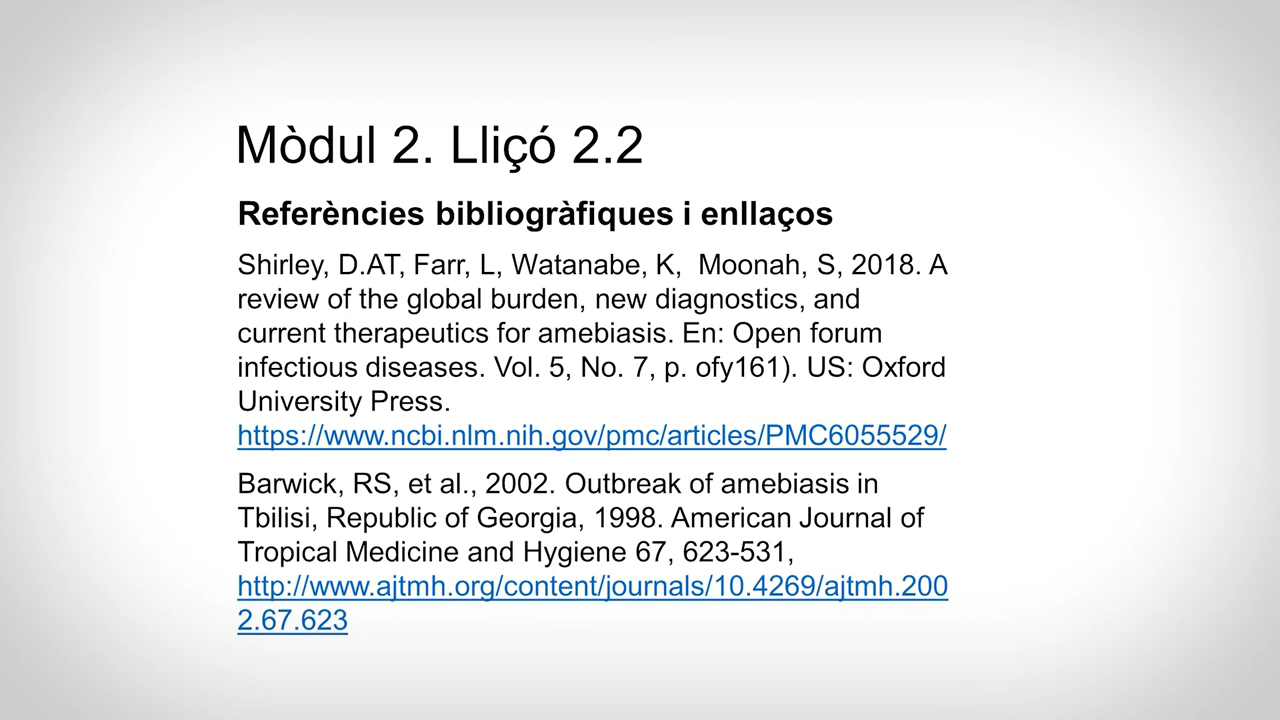 Mòdul 2. Lliçó 2.2
Referències bibliogràfiques i enllaços
Shirley, D.AT, Farr, L, Watanabe, K,  Moonah, S, 2018. A
review of the global burden, new diagnostics, and
current therapeutics for amebiasis. En: Open forum
infectious diseases. Vol. 5, No. 7, p. ofy161). US: Oxford
University Press.
https://www.ncbi.nlm.nih.gov/pmc/articles/PMC6055529/
Barwick, RS, et al., 2002. Outbreak of amebiasis in
Tbilisi, Republic of Georgia, 1998. American Journal of
Tropical Medicine and Hygiene 67, 623-531,
http://www.ajtmh.org/content/journals/10.4269/ajtmh.200
2.67.623